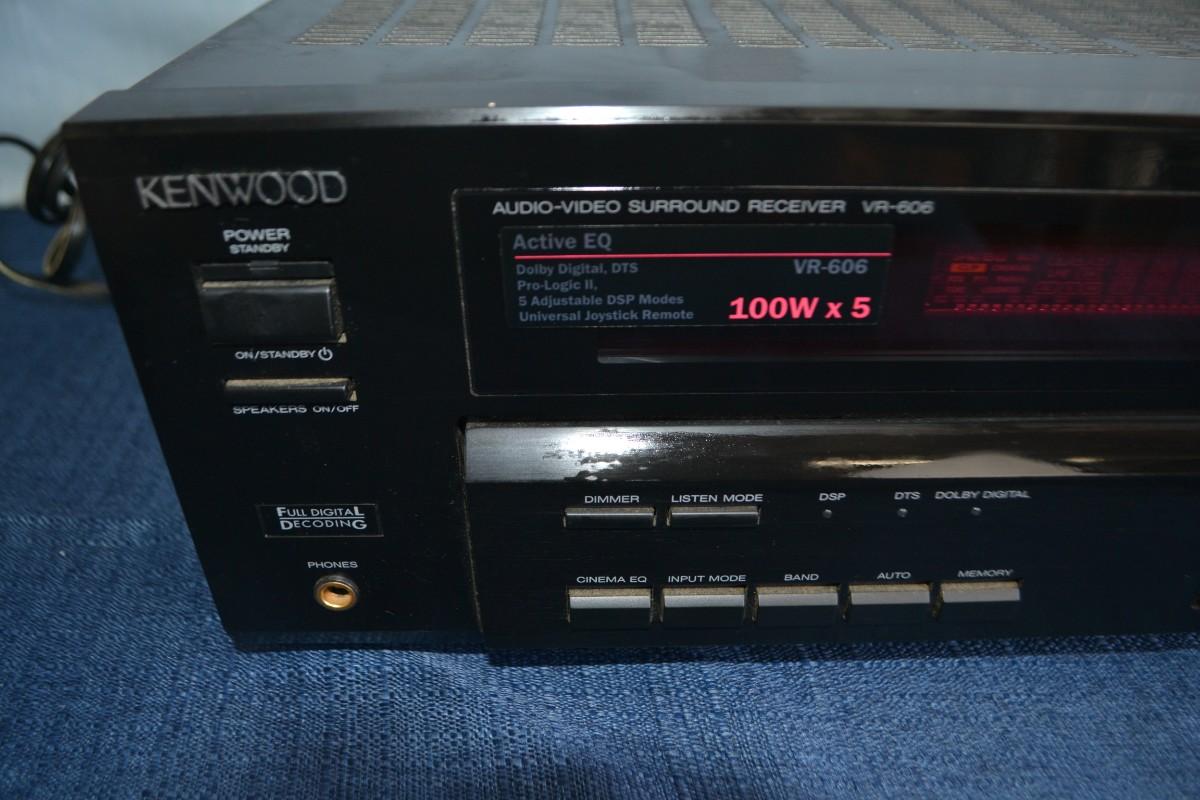 KENWOOD
POWER
STANDBY
ON/STANDBY
SPEAKERS ON/OFF
FULL DIGITAL
DECODING
PHONES
AUDIO-VIDEO SURROUND RECEIVER VR-606
Active EQ
Dolby Digital, DTS
Pro-Logic II,
5 Adjustable DSP Modes
Universal Joystick Remote
VR-606
100W x 5
DIMMER LISTEN MODE DSP DTS DOLBY DIGITAL
CINEMA EQ INPUT MODE BAND AUTO MEMORY